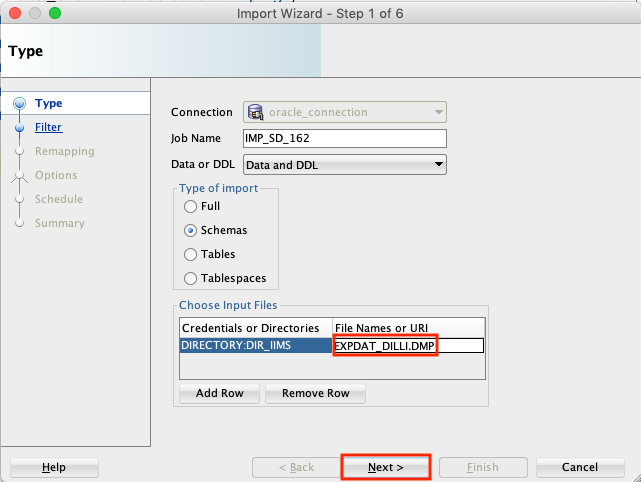 Import Wizard - Step 1 of 6
Type
Type
Filter
Remapping
Options
Schedule
Summary
Connection oracle_connection
Job Name IMP_SD_162
Data or DDL Data and DDL
Type of import
Full
Schemas
Tables
Tablespaces
Choose Input Files
Credentials or Directories File Names or URI
DIRECTORY:DIR_IIMS EXPDAT_DILLI.DMP
Add Row Remove Row
Help < Back Next > Finish Cancel